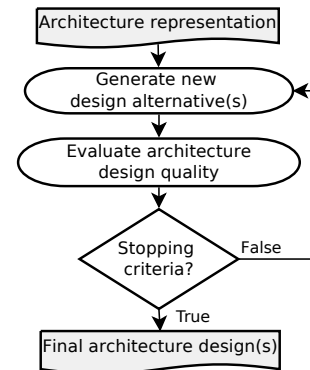 Architecture representation
Generate new
design alternative(s)
Evaluate architecture
design quality
Stopping
criteria?
False
True
Final architecture design(s)